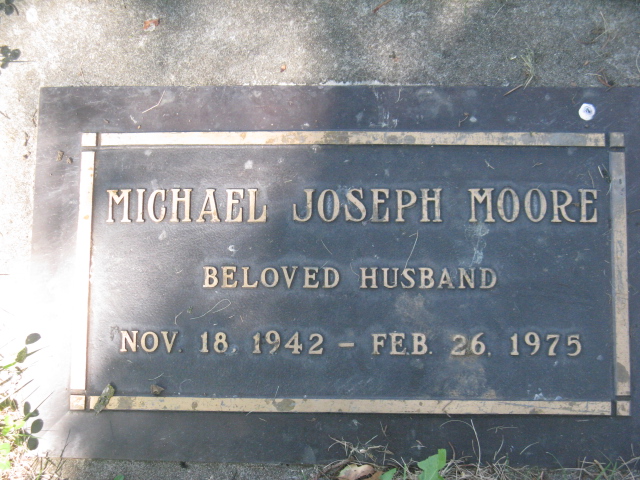 MICHAEL JOSEPH MOORE
BELOVED HUSBAND
NOV. 18, 1942 – FEB. 26, 1975